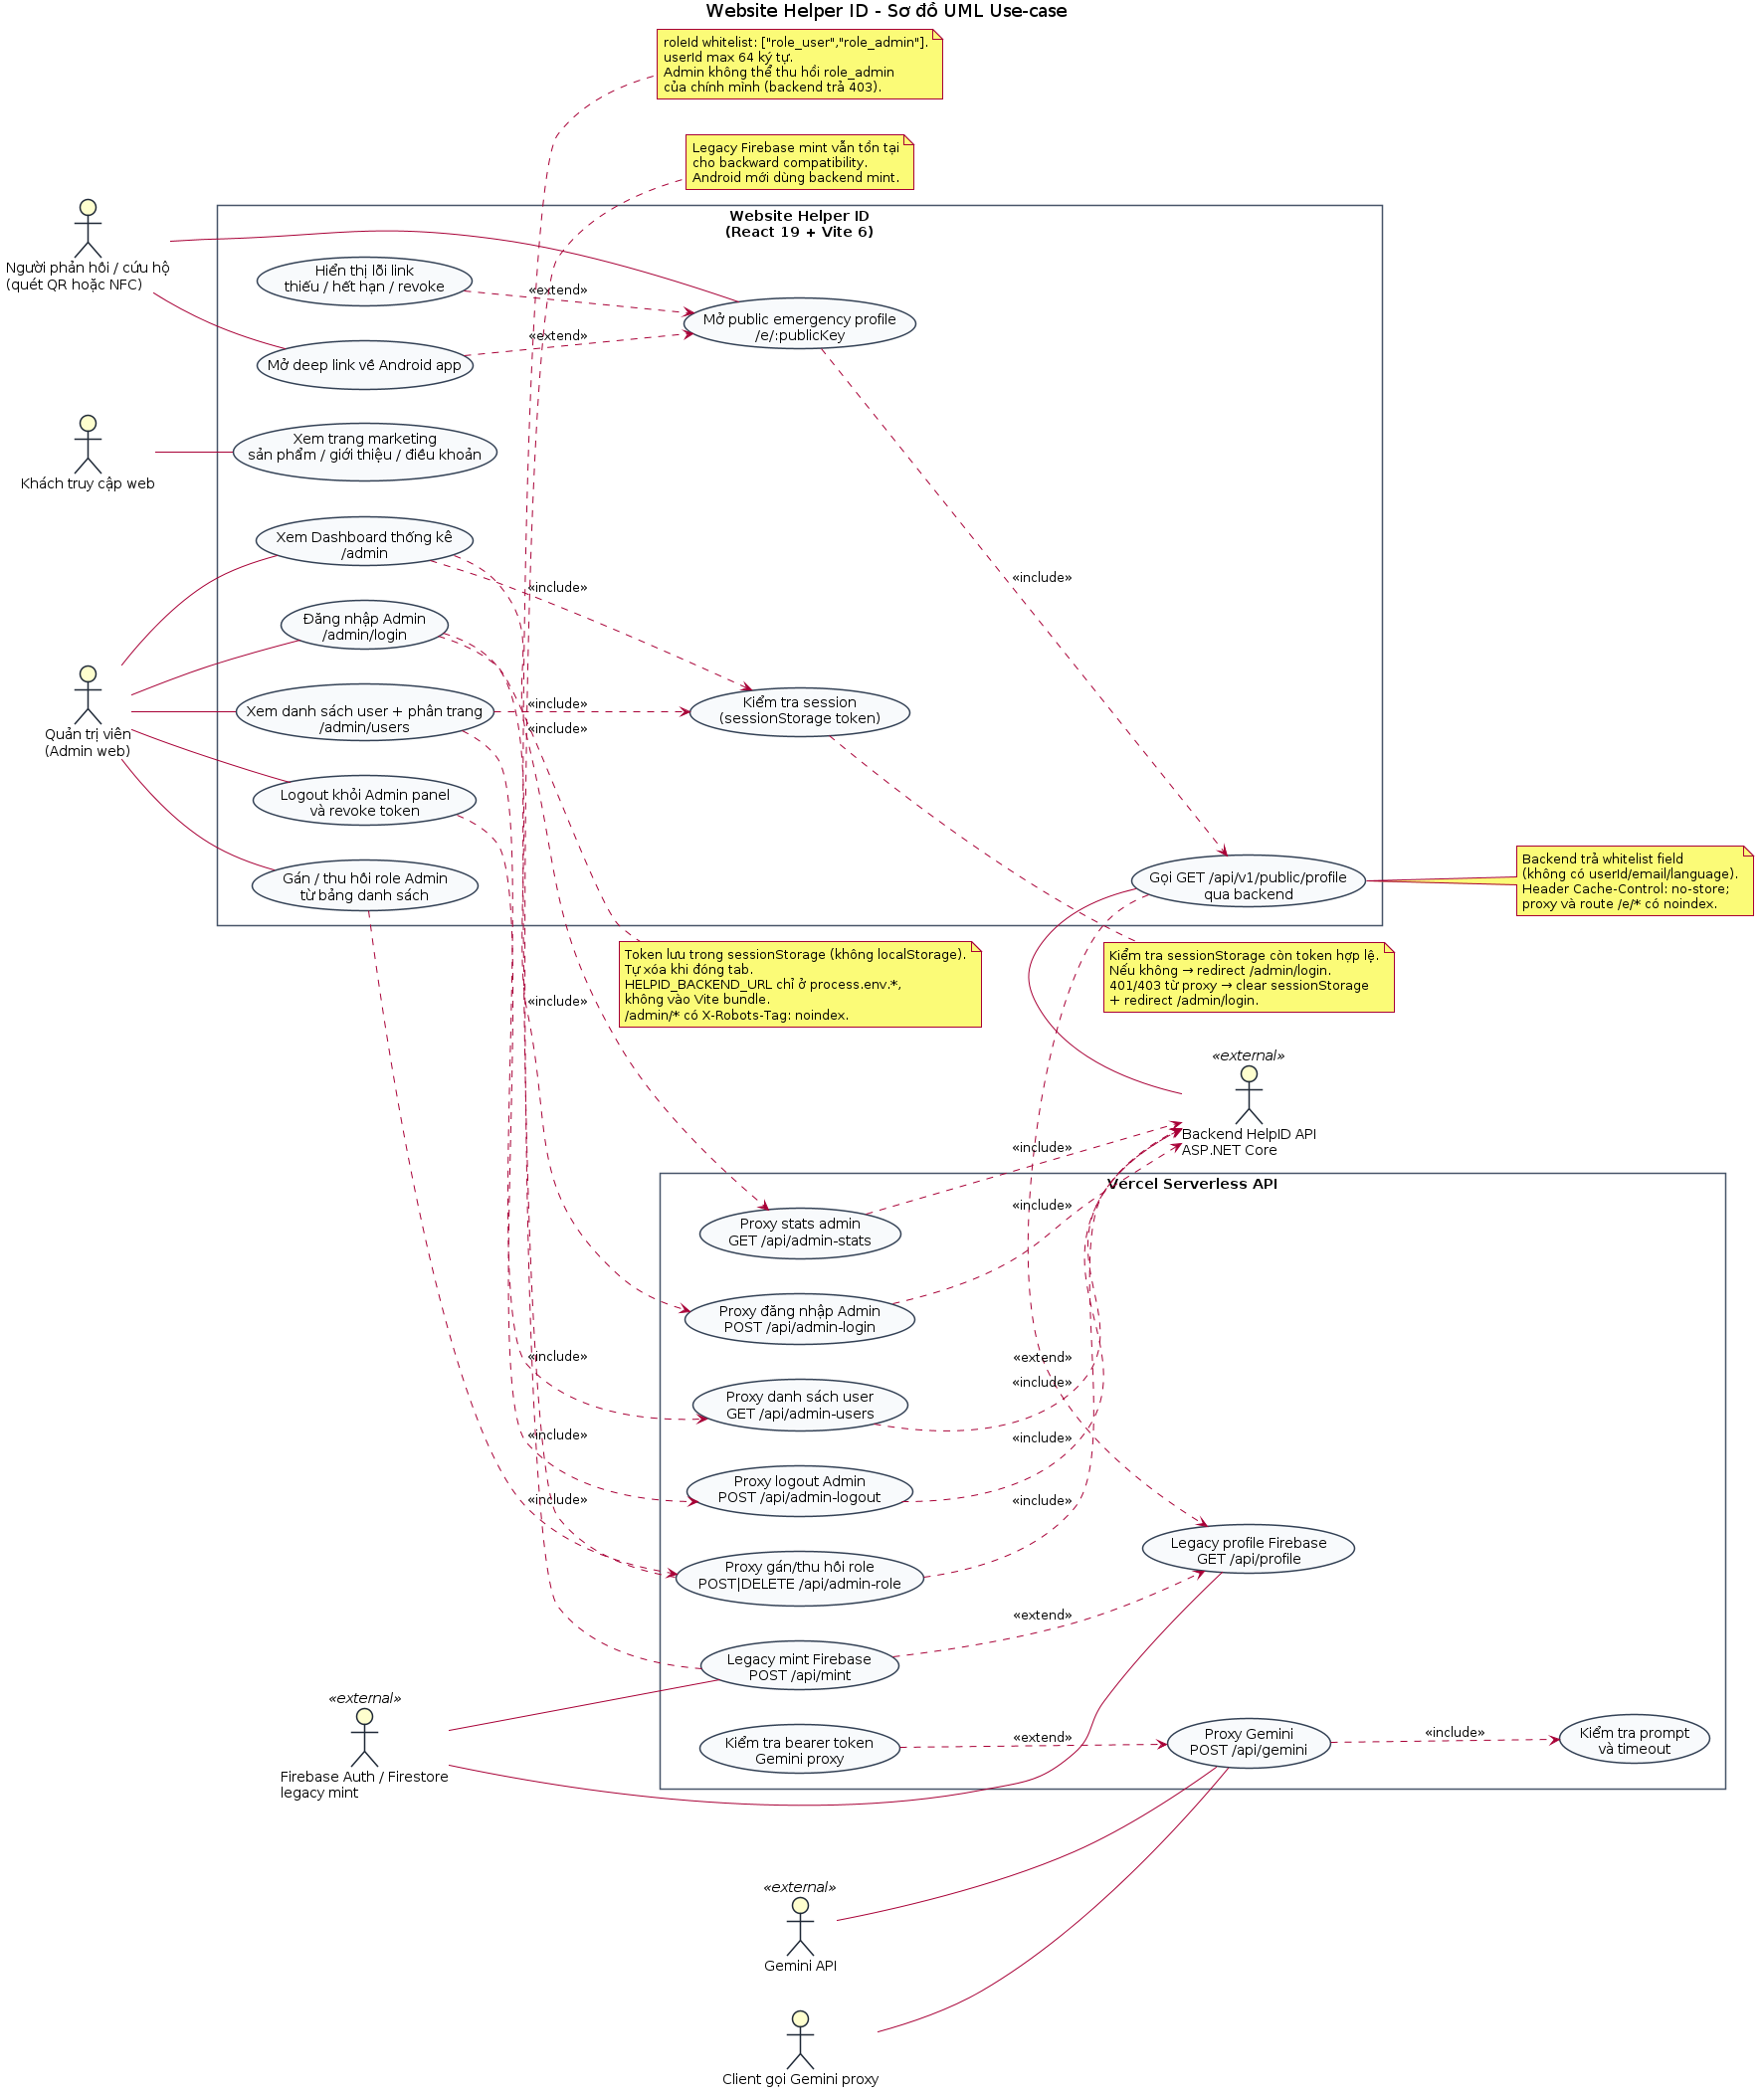 Website Helper ID - Sơ đồ UML Use-case
roleId whitelist: ["role_user","role_admin"].
userId max 64 ký tự.
Admin không thể thu hồi role_admin
của chính mình (backend trả 403).
Legacy Firebase mint vẫn tồn tại
cho backward compatibility.
Android mới dùng backend mint.
Website Helper ID
(React 19 + Vite 6)
Người phản hồi / cứu hộ
(quét QR hoặc NFC)
Hiển thị lỗi link
thiếu / hết hạn / revoke
«extend»
Mở public emergency profile
/e/:publicKey
«extend»
Mở deep link về Android app
Khách truy cập web
Xem trang marketing
sản phẩm / giới thiệu / điều khoản
Xem Dashboard thống kê
/admin
«include»
«include»
Đăng nhập Admin
/admin/login
Quản trị viên
(Admin web)
Xem danh sách user + phân trang
/admin/users
«include»
«include»
Kiểm tra session
(sessionStorage token)
Logout khỏi Admin panel
và revoke token
Gán / thu hồi role Admin
từ bảng danh sách
Gọi GET /api/v1/public/profile
qua backend
Backend trả whitelist field
(không có userId/email/language).
Header Cache-Control: no-store;
proxy và route /e/* có noindex.
Token lưu trong sessionStorage (không localStorage).
Tự xóa khi đóng tab.
HELPID_BACKEND_URL chỉ ở process.env.*,
không vào Vite bundle.
/admin/* có X-Robots-Tag: noindex.
Kiểm tra sessionStorage còn token hợp lệ.
Nếu không → redirect /admin/login.
401/403 từ proxy → clear sessionStorage
+ redirect /admin/login.
«include»
«external»
Backend HelpID API
ASP.NET Core
«include»
Vercel Serverless API
«include»
Proxy stats admin
GET /api/admin-stats
Proxy đăng nhập Admin
POST /api/admin-login
«include»
«extend»
«include»
Proxy danh sách user
GET /api/admin-users
«include»
«include»
Proxy logout Admin
POST /api/admin-logout
«include»
«include»
Proxy gán/thu hồi role
POST|DELETE /api/admin-role
Legacy profile Firebase
GET /api/profile
«extend»
Legacy mint Firebase
POST /api/mint
«external»
Firebase Auth / Firestore
legacy mint
Kiểm tra bearer token
Gemini proxy
«extend»
Proxy Gemini
POST /api/gemini
«include»
Kiểm tra prompt
và timeout
«external»
Gemini API
Client gọi Gemini proxy